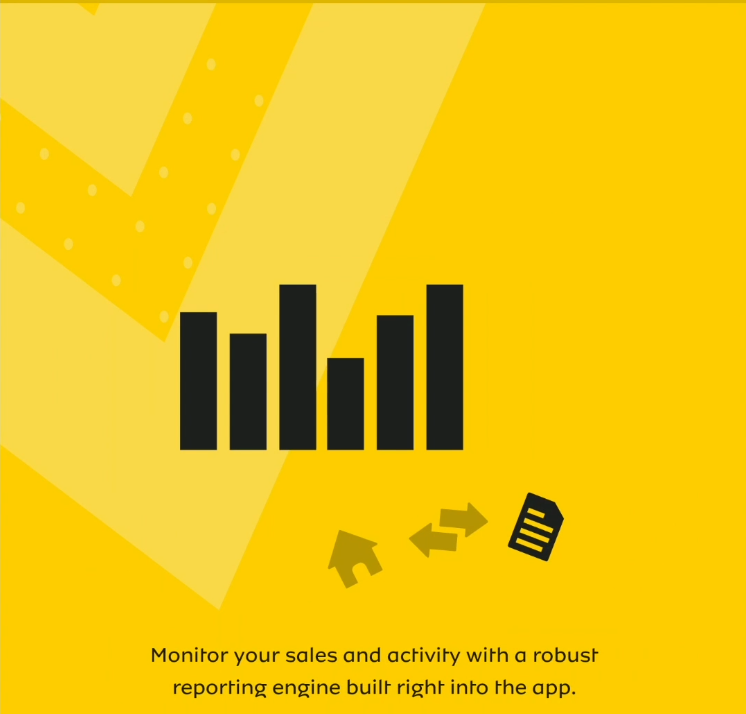 Monitor your sales and activity with a robust
reporting engine built right into the app.